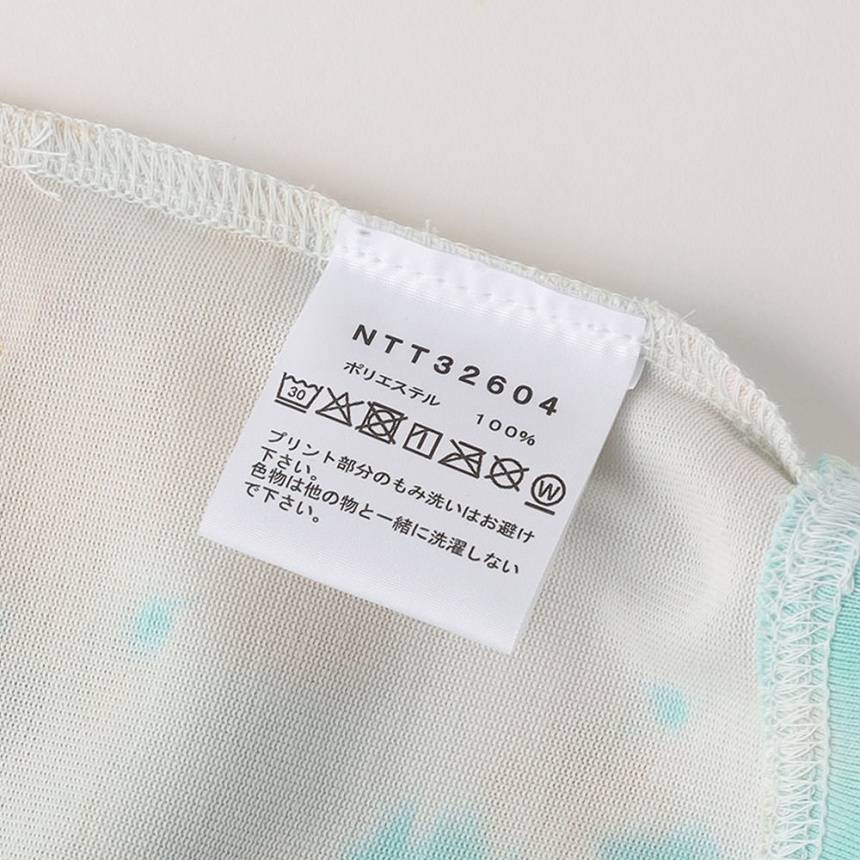 NTT32604
ポリエステル 100%
30
W
プリント部分のもみ洗いはお避け
下さい。
色物は他の物と一緒に洗濯しない
で下さい。